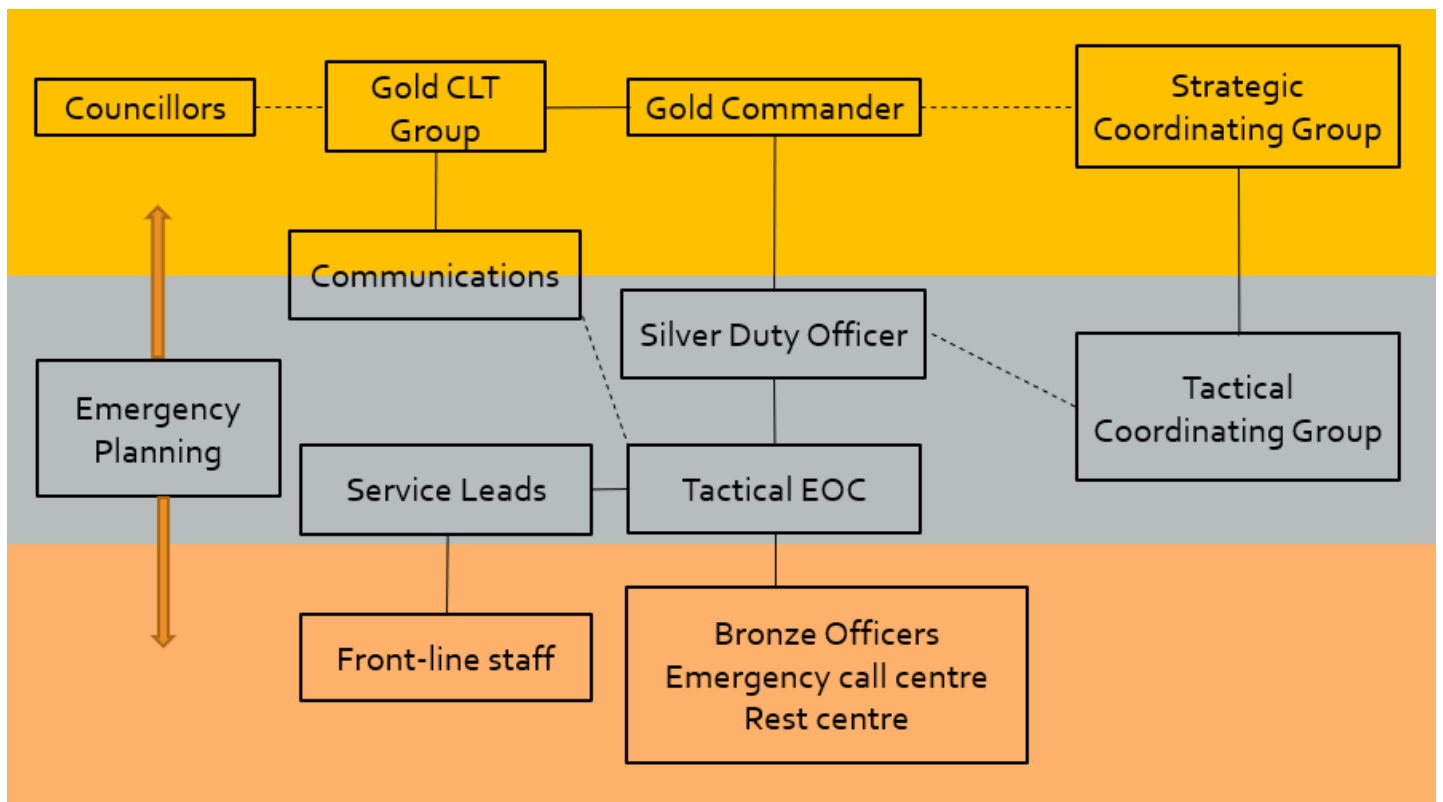 Councillors
Gold CLT
Group
Gold Commander
Strategic
Coordinating Group
Communications
Silver Duty Officer
Emergency
Planning
Tactical
Coordinating Group
Service Leads
Tactical EOC
Front-line staff
Bronze Officers
Emergency call centre
Rest centre